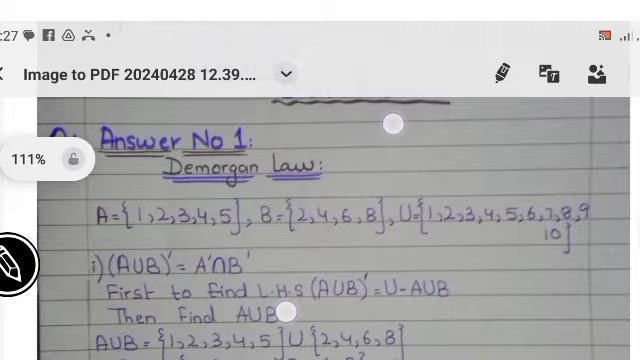 :27
Image to PDF 20240428 12.39....
111%
Answer No 1:
Demorgan Law:
A={1,2,3,4,5}, B={2,4,6,8}, U={1,2,3,4,5,6,7,8,9
10}
i) (AUB)' = A'∩B'
First to find L.H.S (AUB)' = U-AUB
Then find AUB
AUB = {1,2,3,4,5} U {2,4,6,8}